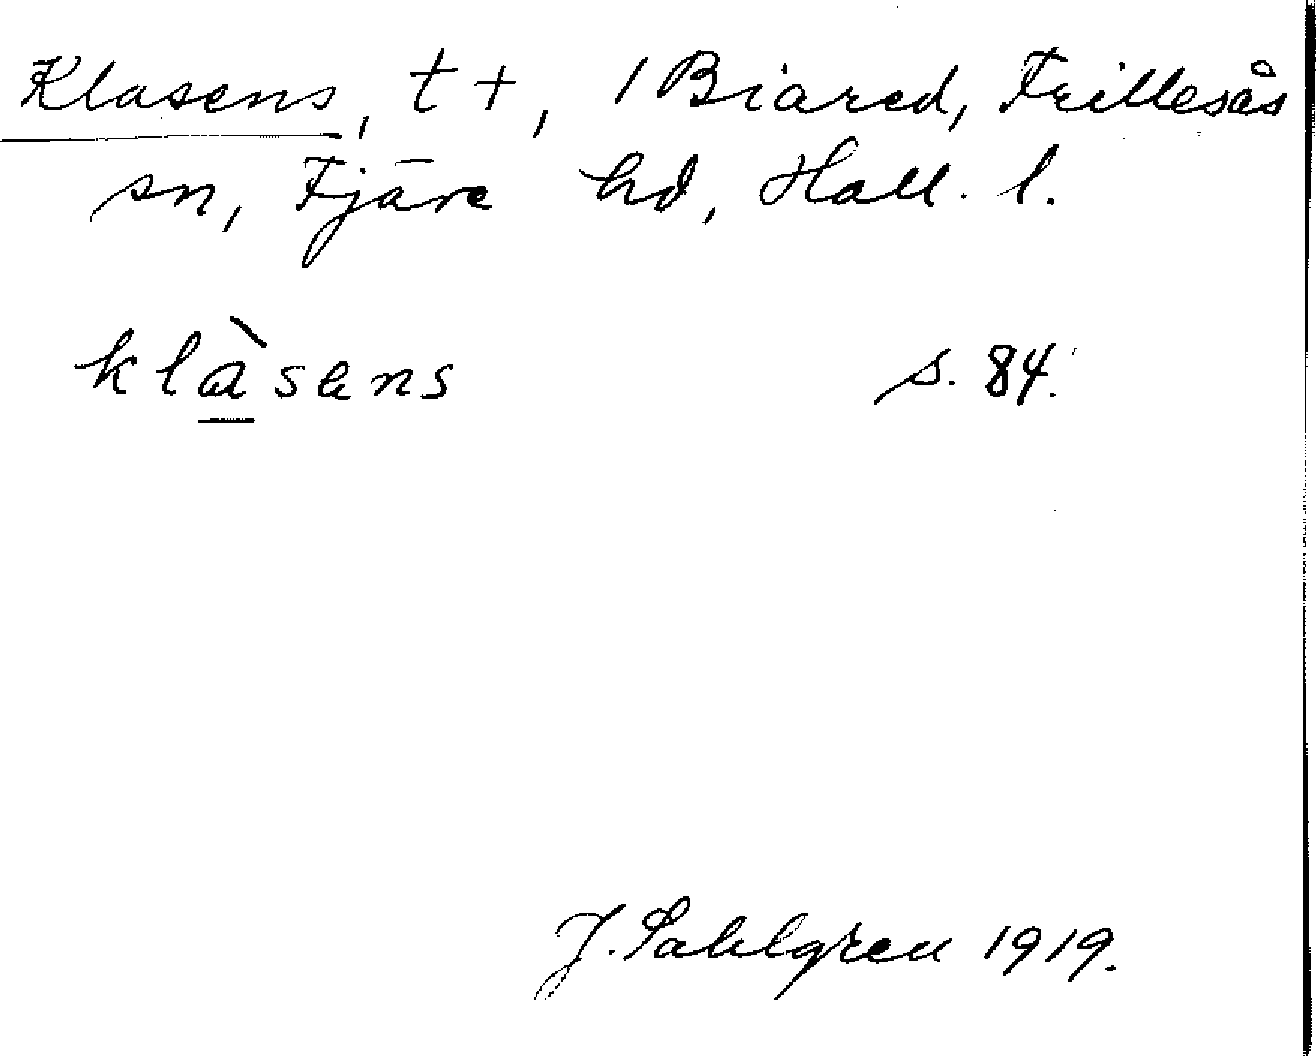 Klasens, t +, 1 Biared, Frillesås
sn, Fjäre hd, Hall. l.
klàsens s. 84.
J. Sahlgren 1919.